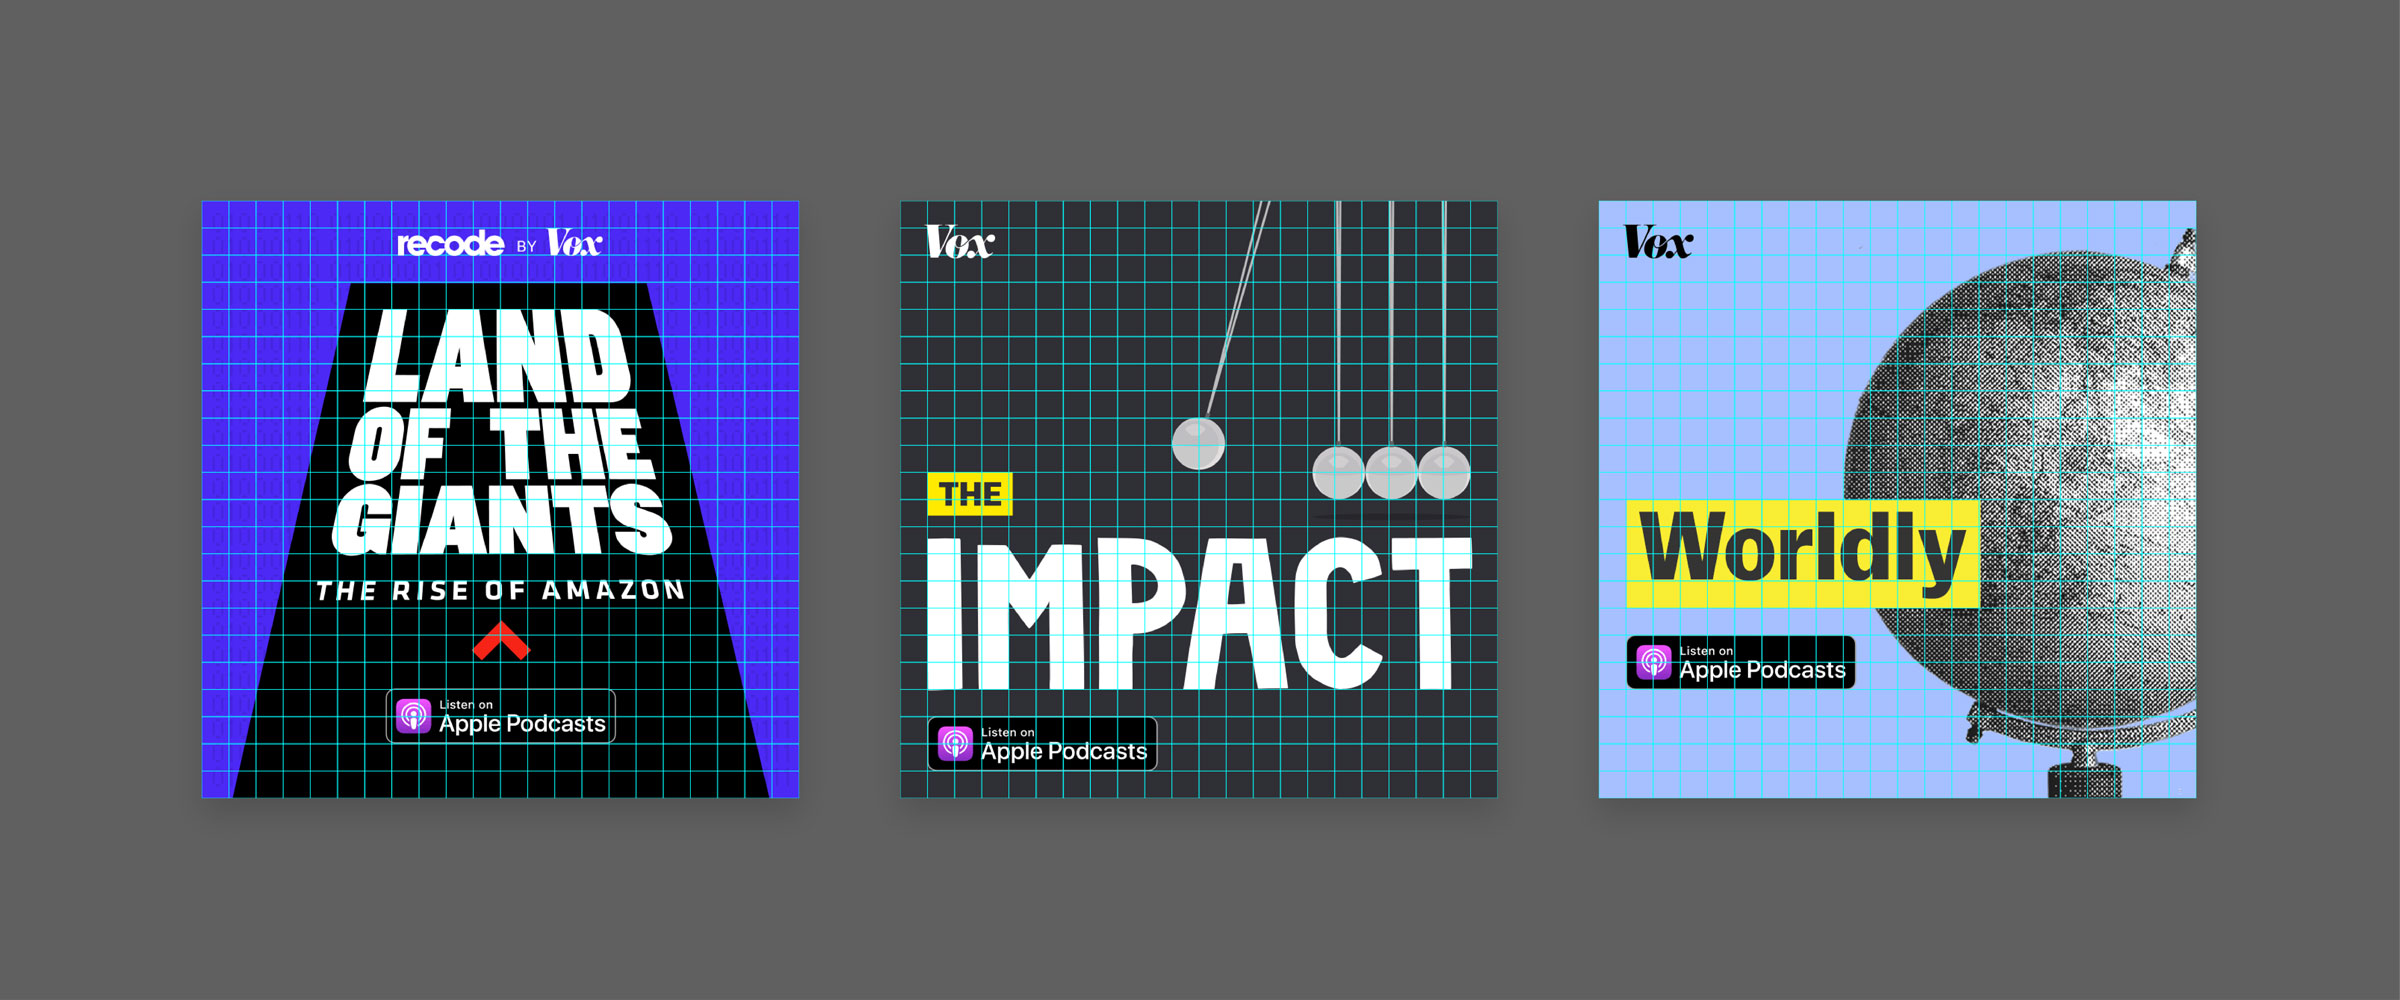 recode BY Vox
LAND
OF THE
GIANTS
THE RISE OF AMAZON
Listen on
Apple Podcasts
Vox
THE
IMPACT
Listen on
Apple Podcasts
Vox
Worldly
Listen on
Apple Podcasts